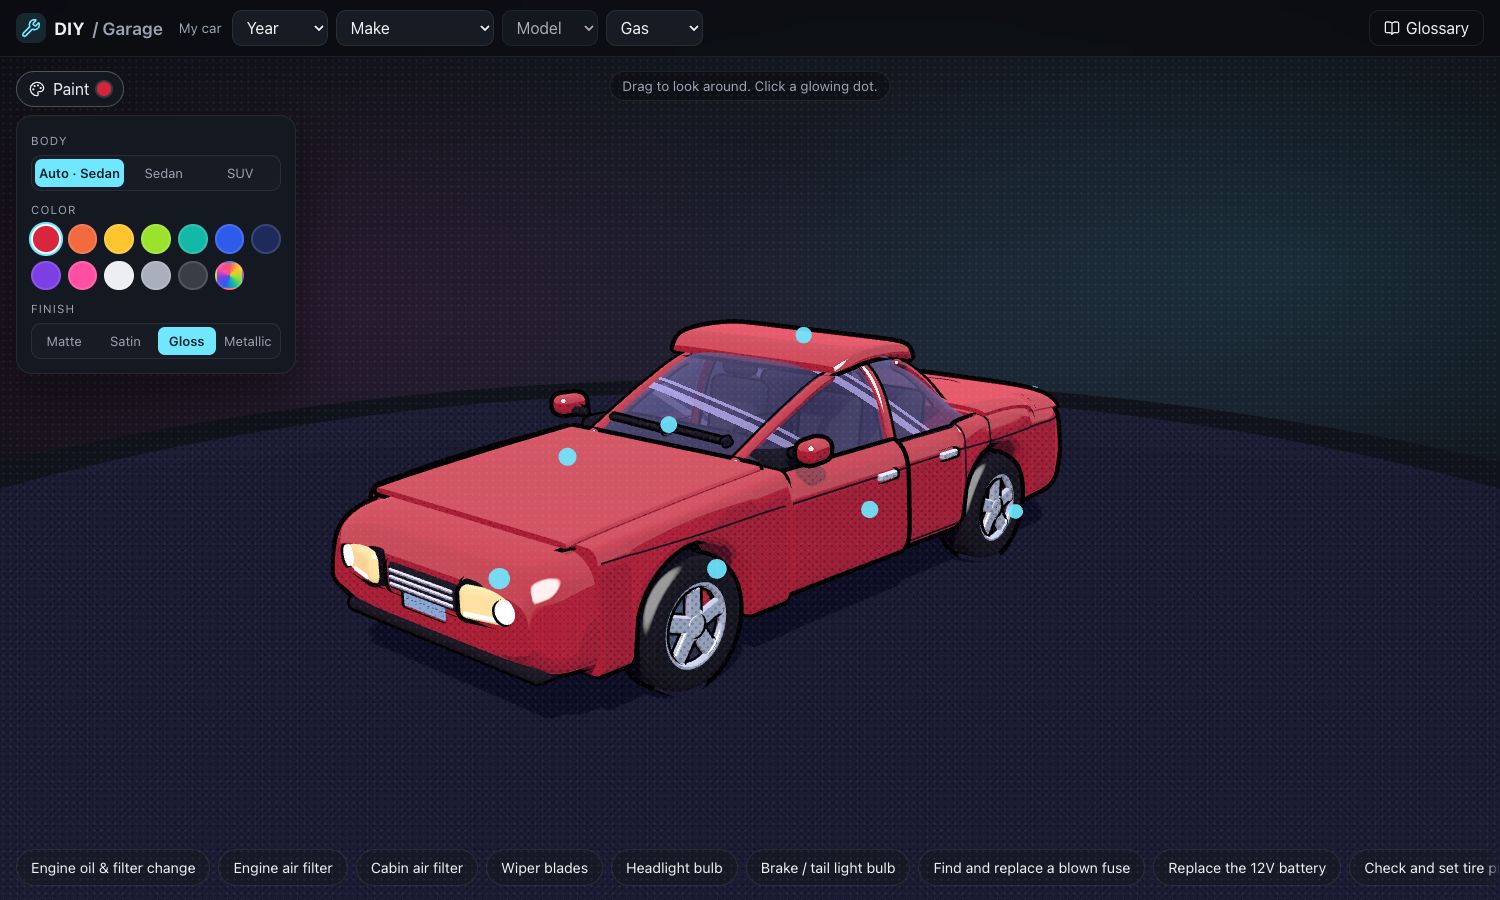 DIY / Garage My car Year Make Model Gas Glossary
Paint
Drag to look around. Click a glowing dot.
BODY
Auto · Sedan Sedan SUV
COLOR
FINISH
Matte Satin Gloss Metallic
Engine oil & filter change Engine air filter Cabin air filter Wiper blades Headlight bulb Brake / tail light bulb Find and replace a blown fuse Replace the 12V battery Check and set tire p